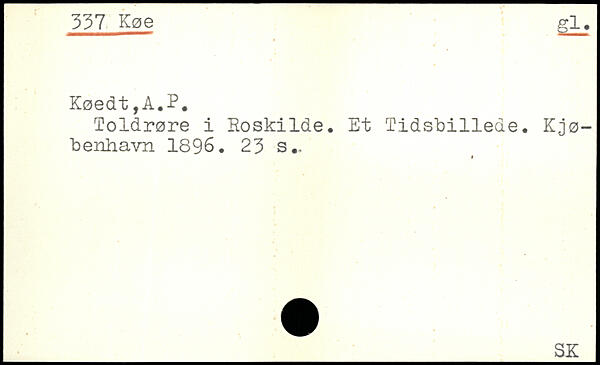 337 Køe
gl.
Køedt,A.P.
Toldrøre i Roskilde. Et Tidsbillede. Kjø-
benhavn 1896. 23 s.
SK